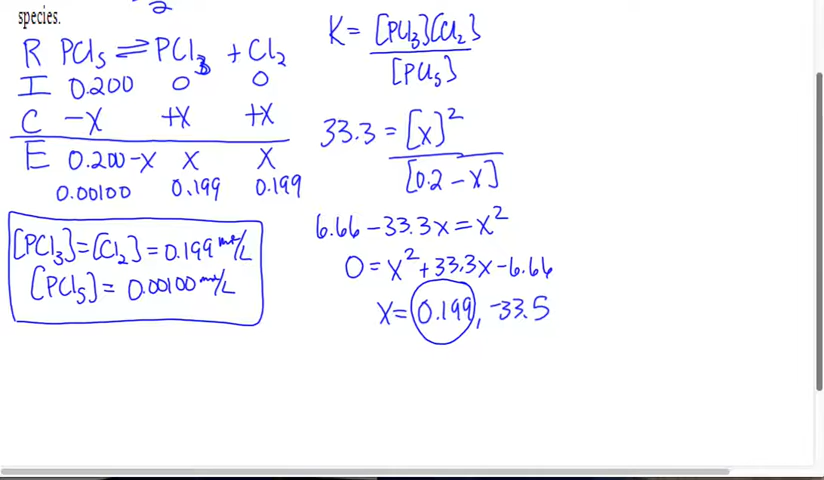 2
species.
R PCl5 ⇌ PCl3 + Cl2
I 0.200 0 0
C -x +x +x
E 0.200-x x x
0.00100 0.199 0.199
[PCl3]=[Cl2]=0.199 mol/L
[PCl5]= 0.00100 mol/L
K= [PCl3][Cl2]
[PCl5]
33.3 = [x]²
[0.2-x]
6.66-33.3x=x²
0=x²+33.3x-6.66
x= 0.199, -33.5